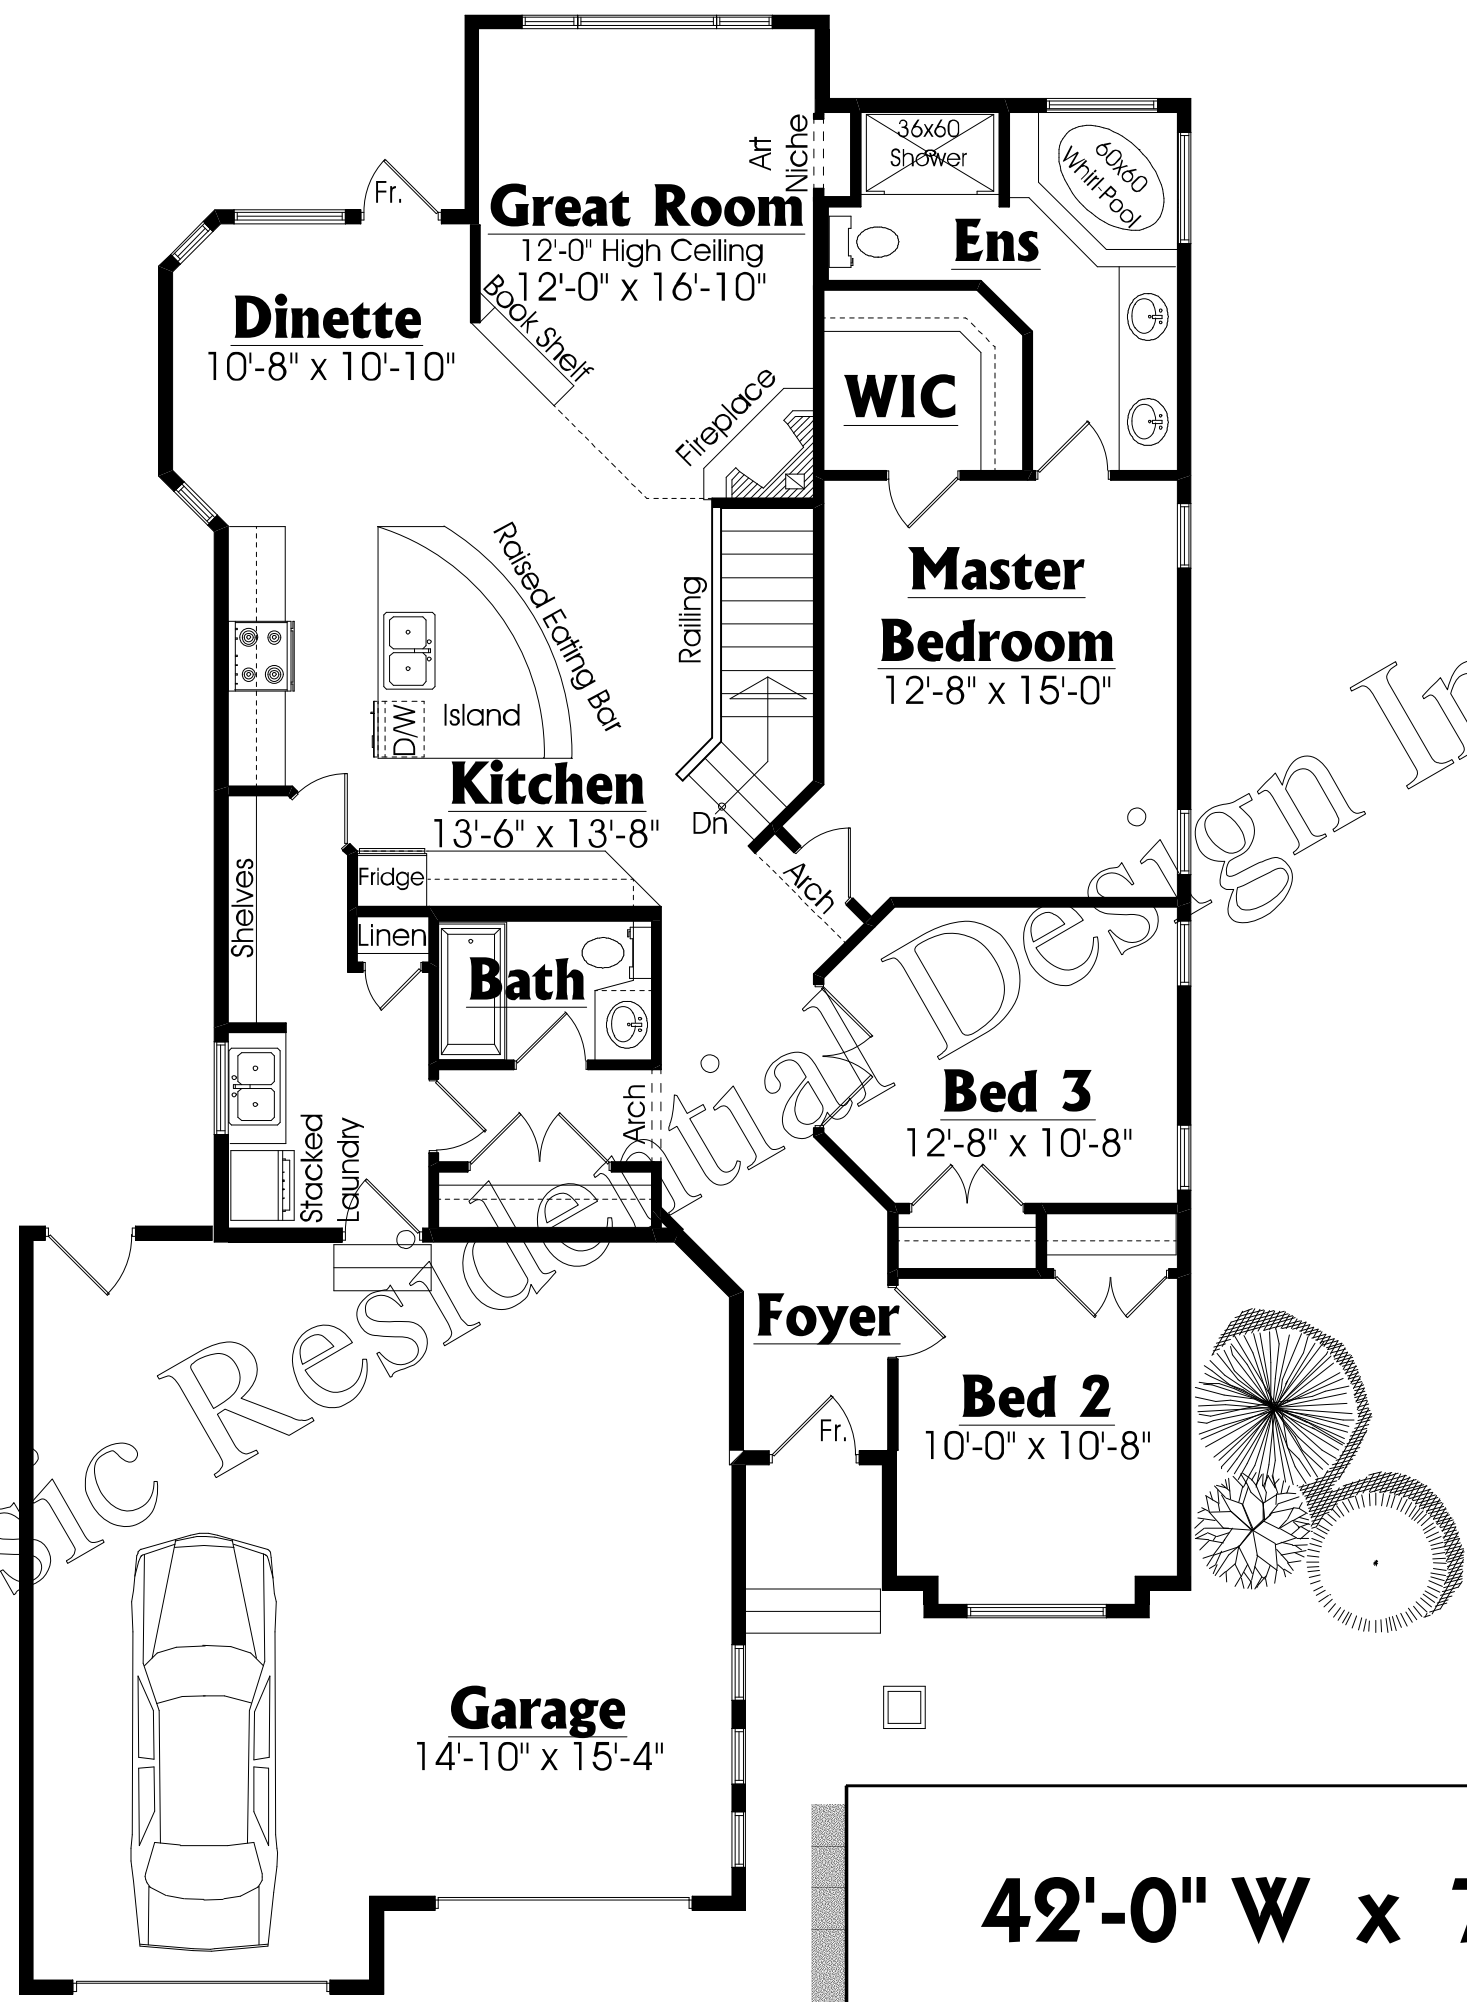 36x60
Shower
60x60
Whirl-Pool
Art
Niche
Fr.
Great Room
12'-0" High Ceiling
12'-0" x 16'-10"
Ens
Book Shelf
Dinette
10'-8" x 10'-10"
WIC
Fireplace
Raised Eating Bar
Master
Bedroom
12'-8" x 15'-0"
Railing
D/W
Island
Kitchen
13'-6" x 13'-8"
Dn
Shelves
Fridge
Arch
Linen
Bath
Bed 3
12'-8" x 10'-8"
Arch
Stacked
Laundry
Foyer
Bed 2
10'-0" x 10'-8"
Fr.
Garage
14'-10" x 15'-4"
42'-0" W x
Residential Design